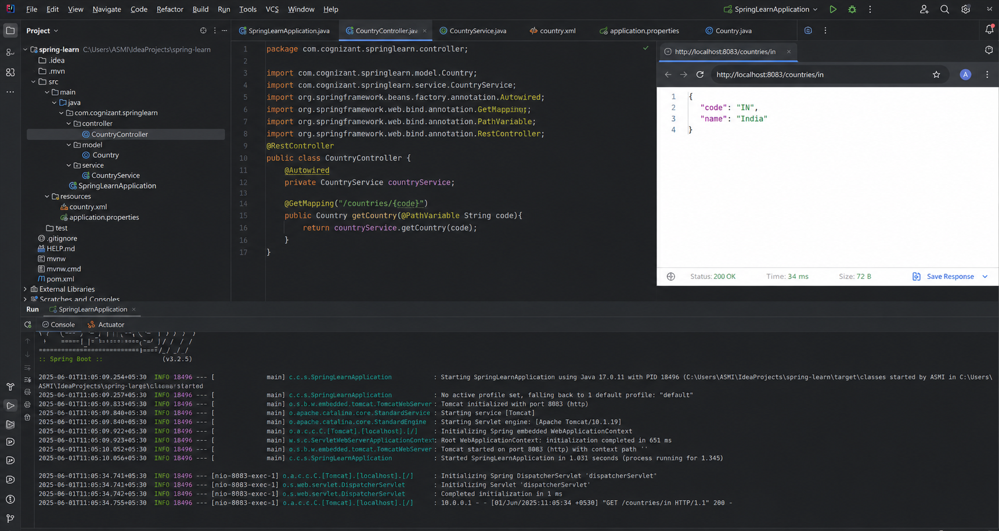 File Edit View Navigate Code Refactor Build Run Tools VCS Window Help
SpringLearnApplication
Project
SpringLearnApplication.java
CountryController.java
CountryService.java
country.xml
application.properties
Country.java
spring-learn C:\Users\ASMI\IdeaProjects\spring-learn
.idea
.mvn
src
main
java
com.cognizant.springlearn
controller
CountryController
model
Country
service
CountryService
SpringLearnApplication
resources
country.xml
application.properties
test
.gitignore
HELP.md
mvnw
mvnw.cmd
pom.xml
External Libraries
Scratches and Consoles
1 package com.cognizant.springlearn.controller;
2
3 import com.cognizant.springlearn.model.Country;
4 import com.cognizant.springlearn.service.CountryService;
5 import org.springframework.beans.factory.annotation.Autowired;
6 import org.springframework.web.bind.annotation.GetMapping;
7 import org.springframework.web.bind.annotation.PathVariable;
8 import org.springframework.web.bind.annotation.RestController;
9 @RestController
10 public class CountryController {
11 @Autowired
12 private CountryService countryService;
13
14 @GetMapping("/countries/{code}")
15 public Country getCountry(@PathVariable String code){
16 return countryService.getCountry(code);
16 }
17 }
http://localhost:8083/countries/in
http://localhost:8083/countries/in
A
1 {
2 "code": "IN",
3 "name": "India"
4 }
Status: 200 OK Time: 34 ms Size: 72 B Save Response
Run SpringLearnApplication
Console Actuator
:: Spring Boot :: (v3.2.5)
2025-06-01T11:05:09.254+05:30 INFO 18496 --- [ main] c.c.s.SpringLearnApplication : Starting SpringLearnApplication using Java 17.0.11 with PID 18496 (C:\Users\ASMI\IdeaProjects\spring-learn\target\classes started by ASMI in C:\Users\
ASMI\IdeaProjects\ started
2025-06-01T11:05:09.257+05:30 INFO 18496 --- [ main] c.c.s.SpringLearnApplication : No active profile set, falling back to 1 default profile: "default"
2025-06-01T11:05:09.833+05:30 INFO 18496 --- [ main] o.s.b.w.embedded.tomcat.TomcatWebServer : Tomcat initialized with port 8083 (http)
2025-06-01T11:05:09.840+05:30 INFO 18496 --- [ main] o.apache.catalina.core.StandardService : Starting service [Tomcat]
2025-06-01T11:05:09.840+05:30 INFO 18496 --- [ main] o.apache.catalina.core.StandardEngine : Starting Servlet engine: [Apache Tomcat/10.1.19]
2025-06-01T11:05:09.922+05:30 INFO 18496 --- [ main] o.a.c.c.C.[Tomcat].[localhost].[/] : Initializing Spring embedded WebApplicationContext
2025-06-01T11:05:09.923+05:30 INFO 18496 --- [ main] w.s.c.ServletWebServerApplicationContext: Root WebApplicationContext: initialization completed in 651 ms
2025-06-01T11:05:10.052+05:30 INFO 18496 --- [ main] o.s.b.w.embedded.tomcat.TomcatWebServer : Tomcat started on port 8083 (http) with context path ''
2025-06-01T11:05:10.056+05:30 INFO 18496 --- [ main] c.c.s.SpringLearnApplication : Started SpringLearnApplication in 1.031 seconds (process running for 1.345)
2025-06-01T11:05:34.741+05:30 INFO 18496 --- [nio-8083-exec-1] o.a.c.c.C.[Tomcat].[localhost].[/] : Initializing Spring DispatcherServlet 'dispatcherServlet"
2025-06-01T11:05:34.741+05:30 INFO 18496 --- [nio-8083-exec-1] o.s.web.servlet.DispatcherServlet : Initializing Servlet 'dispatcherServlet'
2025-06-01T11:05:34.742+05:30 INFO 18496 --- [nio-8083-exec-1] o.s.web.servlet.DispatcherServlet : Completed initialization in 1 ms
2025-06-01T11:05:34.755+05:30 INFO 18496 --- [nio-8083-exec-1] o.a.c.c.C.[Tomcat].[localhost].[/] : 10.0.0.1 - - [01/Jun/2025:11:05:34 +0530] "GET /countries/in HTTP/1.1" 200 -